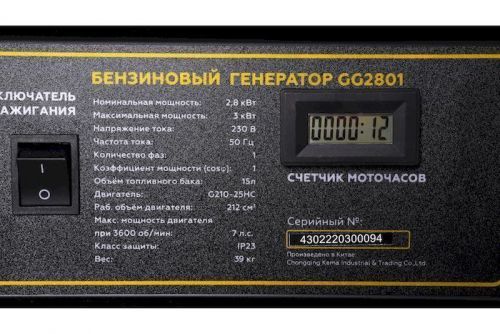 БЕНЗИНОВЫЙ ГЕНЕРАТОР GG2801
КЛЮЧАТЕЛЬ
ЗАЖИГАНИЯ
I
O
Номинальная мощность: 2,8 кВт
Максимальная мощность: 3 кВт
Напряжение тока: 230 В
Частота тока: 50 Гц
Количество фаз: 1
Коэффициент мощности (cosφ): 1
Объём топливного бака: 15л
Двигатель: G210-25HC
Раб. объём двигателя: 212 см³
Макс. мощность двигателя
при 3600 об/мин: 7 л.с.
Класс защиты: IP23
Вес: 39 кг
0000:12
СЧЕТЧИК МОТОЧАСОВ
Серийный №:
4302220300094
Произведено в Китае
Chongqing Kema Industrial & Trading Co.,Ltd.